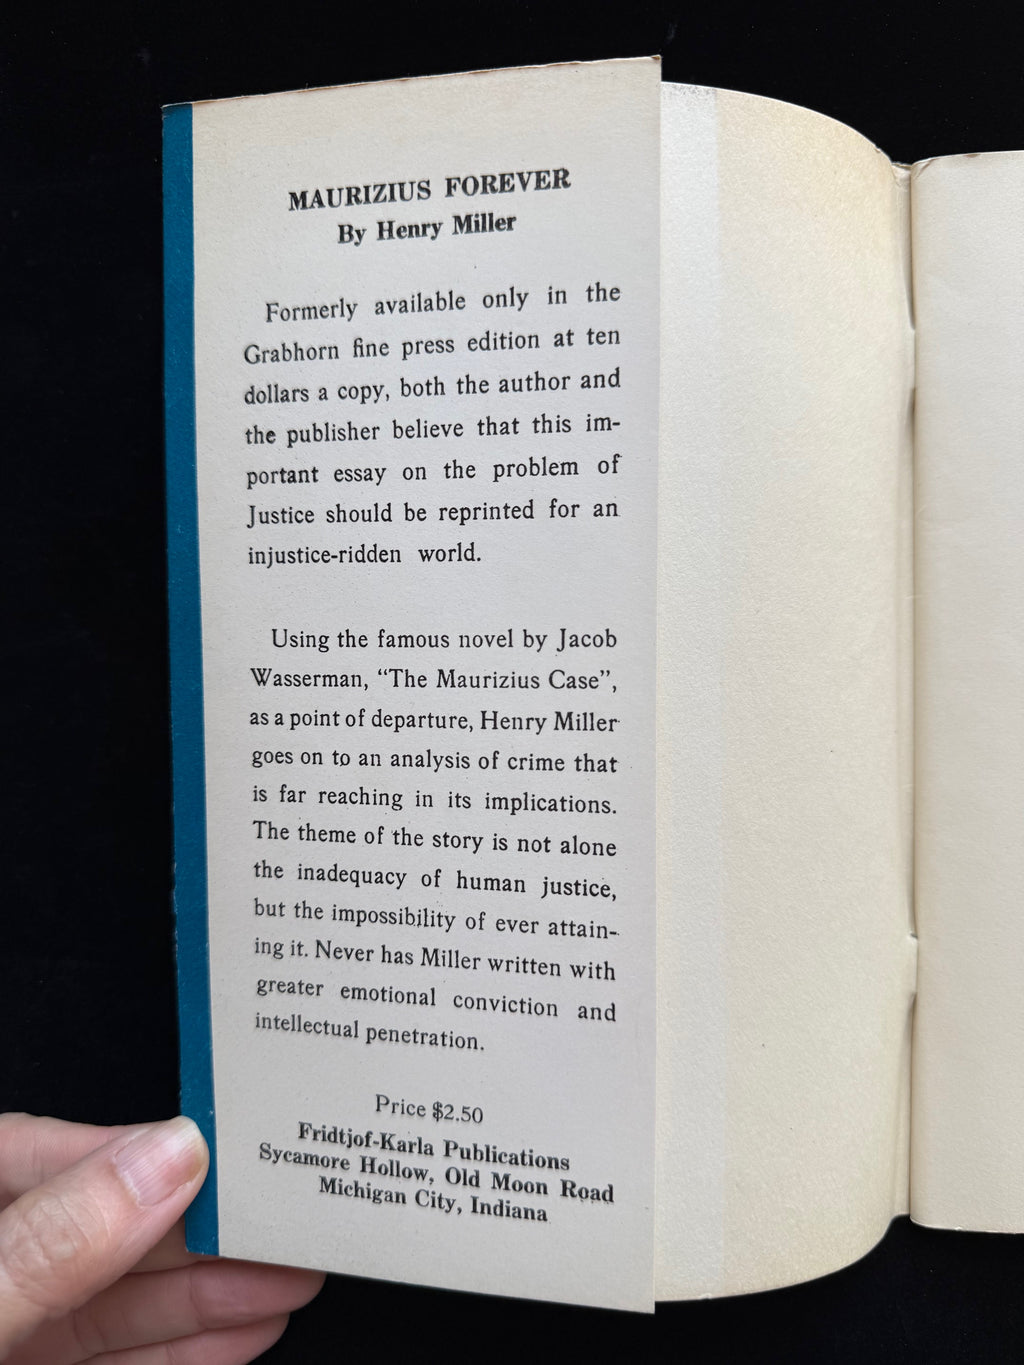 MAURIZIUS FOREVER
By Henry Miller
Formerly available only in the
Grabhorn fine press edition at ten
dollars a copy, both the author and
the publisher believe that this im-
portant essay on the problem of
Justice should be reprinted for an
injustice-ridden world.
Using the famous novel by Jacob
Wasserman, “The Maurizius Case”,
as a point of departure, Henry Miller
goes on to an analysis of crime that
is far reaching in its implications.
The theme of the story is not alone
the inadequacy of human justice,
but the impossibility of ever attain-
ing it. Never has Miller written with
greater emotional conviction and
intellectual penetration.
Price $2.50
Fridtjof-Karla Publications
Sycamore Hollow, Old Moon Road
Michigan City, Indiana